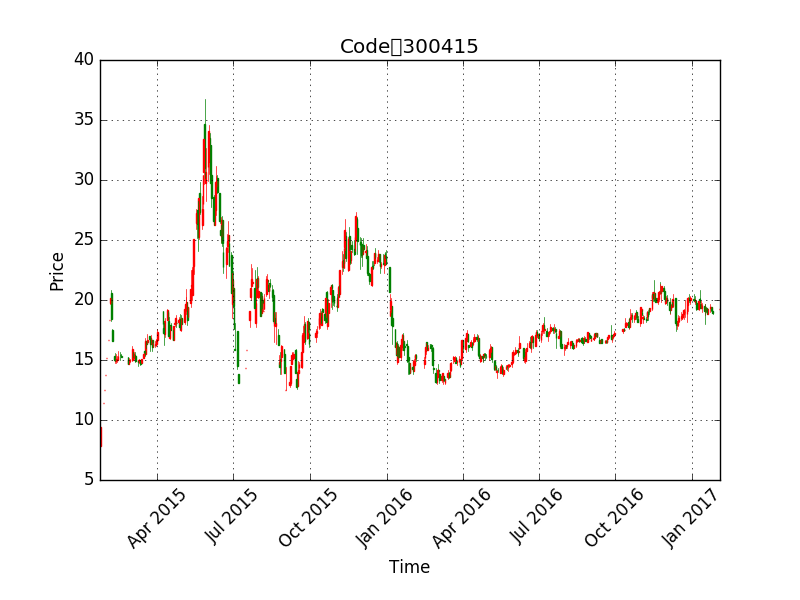 Code▯300415
40
35
30
25
20
15
10
5
Price
Apr 2015
Jul 2015
Oct 2015
Jan 2016
Apr 2016
Jul 2016
Oct 2016
Jan 2017
Time